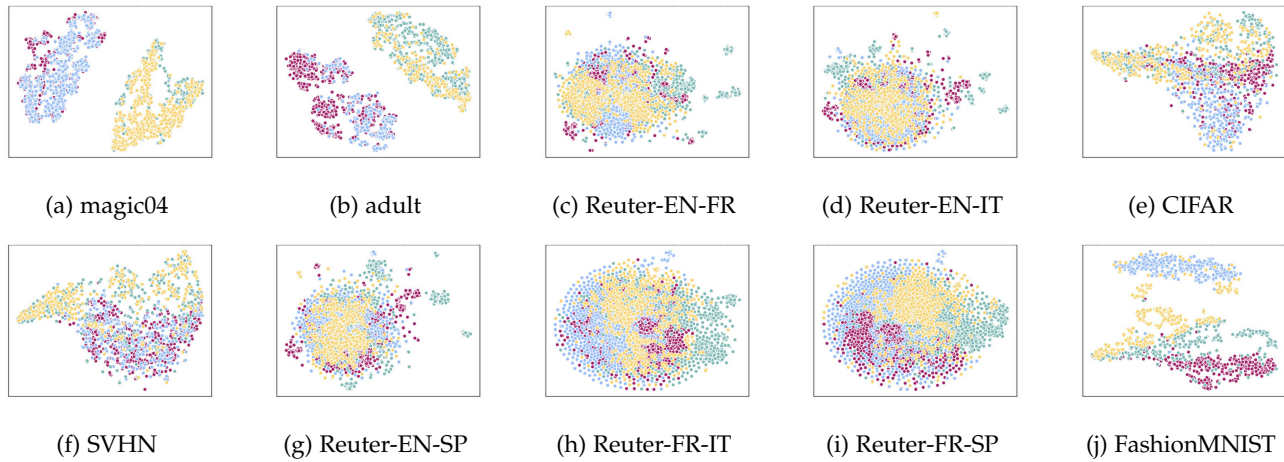 (a) magic04
(b) adult
(c) Reuter-EN-FR
(d) Reuter-EN-IT
(e) CIFAR
(f) SVHN
(g) Reuter-EN-SP
(h) Reuter-FR-IT
(i) Reuter-FR-SP
(j) FashionMNIST